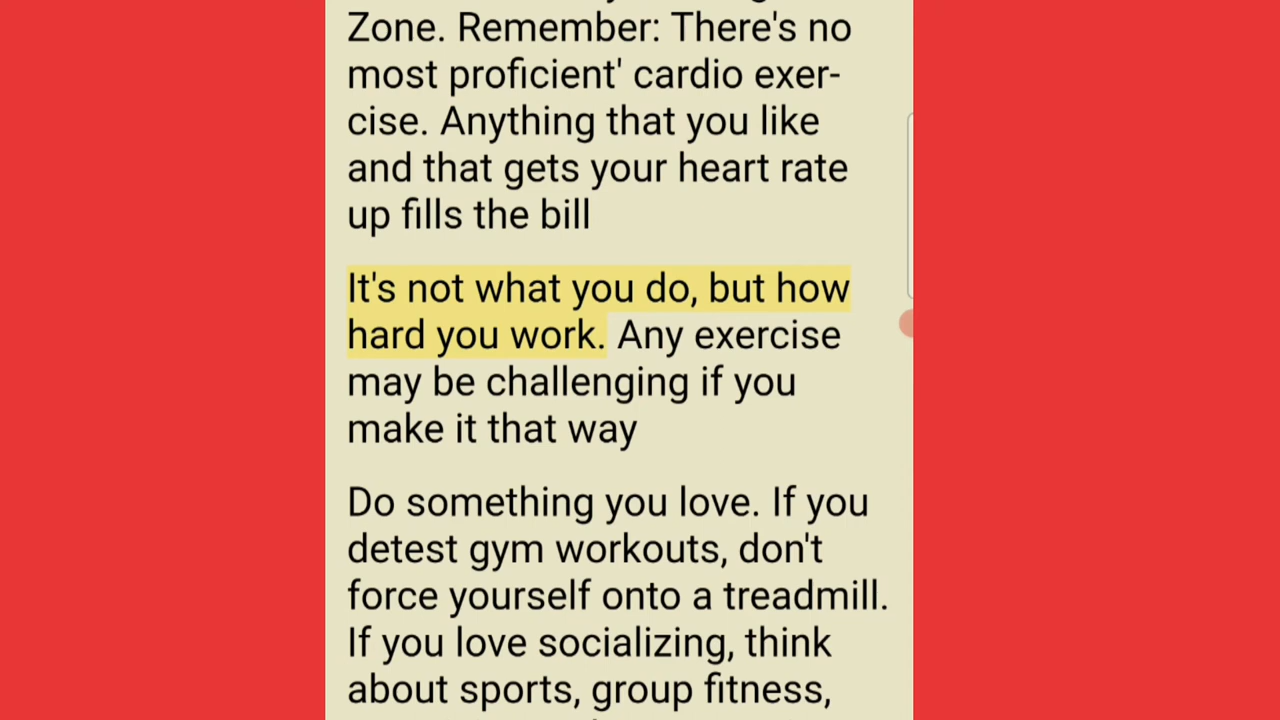 Zone. Remember: There's no
most proficient' cardio exer-
cise. Anything that you like
and that gets your heart rate
up fills the bill
It's not what you do, but how
hard you work. Any exercise
may be challenging if you
make it that way
Do something you love. If you
detest gym workouts, don't
force yourself onto a treadmill.
If you love socializing, think
about sports, group fitness,